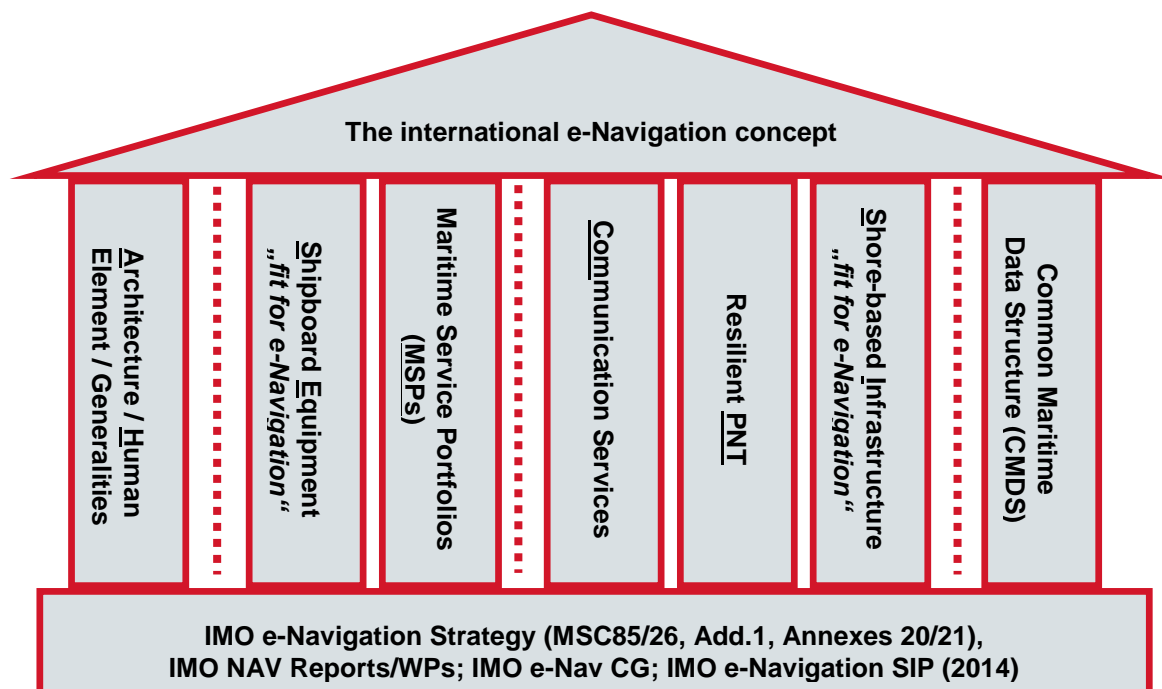 The international e-Navigation concept
Architecture / Human
Element / Generalities
Shipboard Equipment
„fit for e-Navigation“
Maritime Service Portfolios
(MSPs)
Communication Services
Resilient PNT
Shore-based Infrastructure
„fit for e-Navigation“
Common Maritime
Data Structure (CMDS)
IMO e-Navigation Strategy (MSC85/26, Add.1, Annexes 20/21),
IMO NAV Reports/WPs; IMO e-Nav CG; IMO e-Navigation SIP (2014)